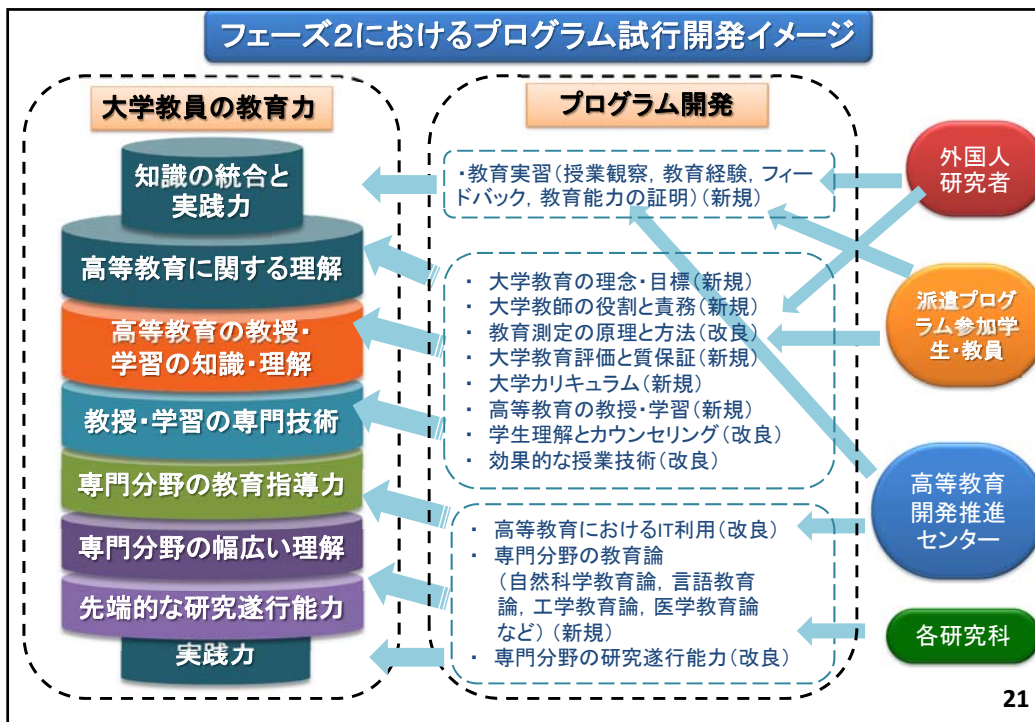 フェーズ2におけるプログラム試行開発イメージ
大学教員の教育力
知識の統合と
実践力
高等教育に関する理解
高等教育の教授・
学習の知識・理解
教授・学習の専門技術
専門分野の教育指導力
専門分野の幅広い理解
先端的な研究遂行能力
実践力
プログラム開発
・教育実習(授業観察, 教育経験, フィー
ドバック, 教育能力の証明)(新規)
・ 大学教育の理念・目標(新規)
・ 大学教師の役割と責務(新規)
・ 教育測定の原理と方法(改良)
・ 大学教育評価と質保証(新規)
・ 大学カリキュラム(新規)
・ 高等教育の教授・学習(新規)
・ 学生理解とカウンセリング(改良)
・ 効果的な授業技術(改良)
・ 高等教育におけるIT利用(改良)
・ 専門分野の教育論
(自然科学教育論, 言語教育
論, 工学教育論, 医学教育論
など)(新規)
・ 専門分野の研究遂行能力(改良)
外国人
研究者
派遣プログ
ラム参加学
生・教員
高等教育
開発推進
センター
各研究科
21